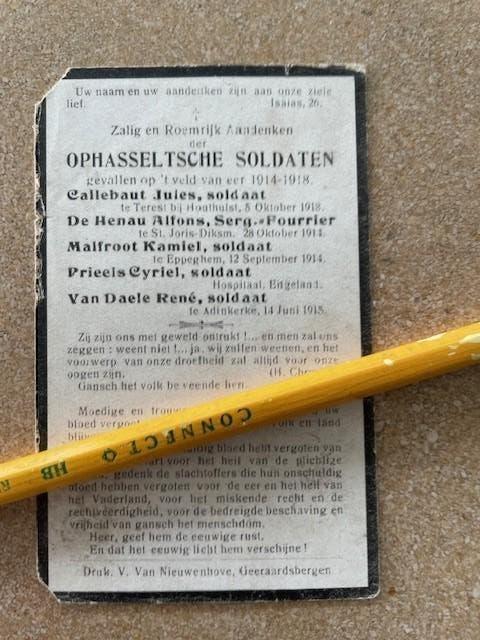 Uw naam en uw aandenken zijn aan onze ziele
lief. Isaias, 26.
Zalig en Roemrijk Aandenken
der
OPHASSELTSCHE SOLDATEN
gevallen op 't veld van eer 1914-1918.
Callebaut Jules, soldaat
te Terest bij Houthulst, 8 Oktober 1918.
De Henau Alfons, Serg.-Fourrier
te St. Joris-Diksm. 28 Oktober 1914.
Malfroot Kamiel, soldaat
te Eppeghem, 12 September 1914.
Prieels Cyriel, soldaat
Hospitaal, Engeland.
Van Daele René, soldaat
te Adinkerke, 14 Juni 1915.
Zij zijn ons met geweld ontrukt !... en men zal ons
zeggen : weent niet !... ja, wij zullen weenen, en het
voorwerp van onze droefheid zal altijd voor onze
oogen zijn. (H.
Gansch het volk beweende hen.
Moedige en uw
bloed volk en land
bloed hebt vergoten van
voor het heil van de plichtige
gedenk de slachtoffers die hun onschuldig
bloed hebben vergoten voor de eer en het heil van
het Vaderland, voor het miskende recht en de
rechtveerdigheid, voor de bedreigde beschaving en
vrijheid van gansch het menschdom.
Heer, geef hem de eeuwige rust.
En dat het eeuwig licht hem verschijne !
Druk. V. Van Nieuwenhove, Geeraardsbergen
CONNECT
HB